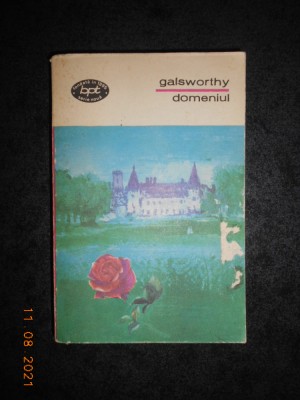 galsworthy
domeniul
bpt
11 08 2021